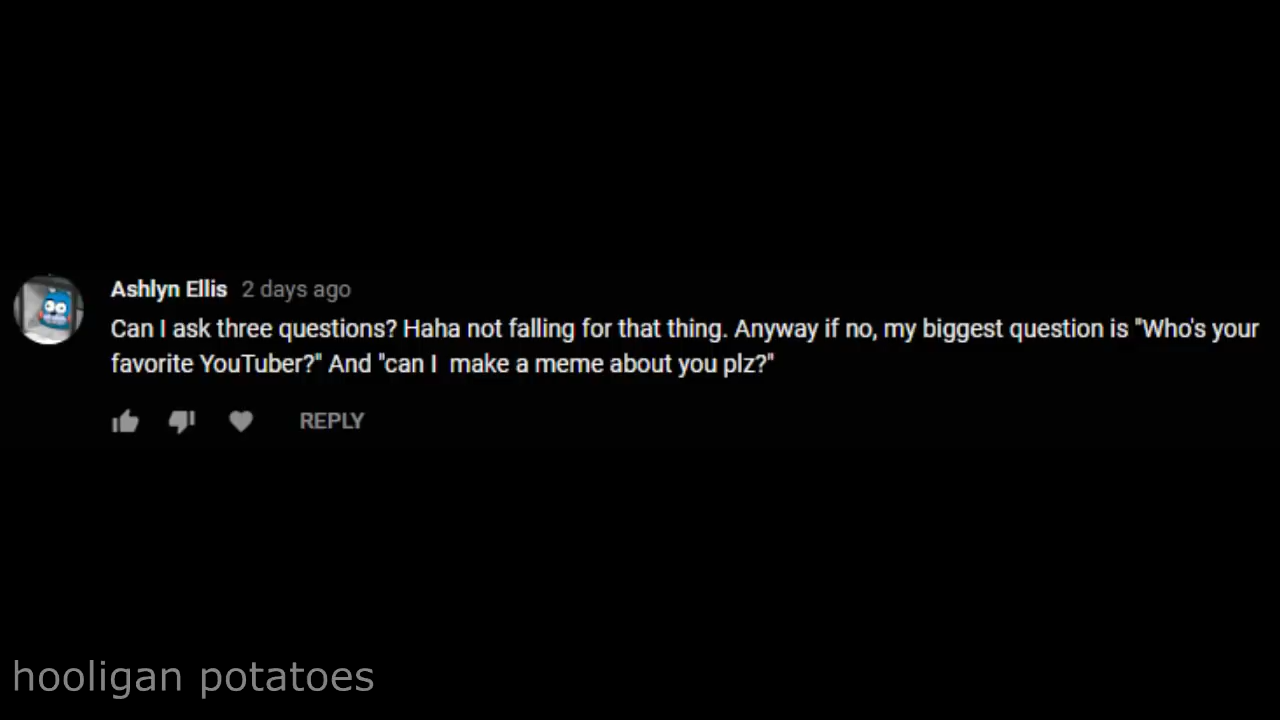 Ashlyn Ellis 2 days ago
Can I ask three questions? Haha not falling for that thing. Anyway if no, my biggest question is "Who's your
favorite YouTuber?" And "can I  make a meme about you plz?"
REPLY
hooligan potatoes